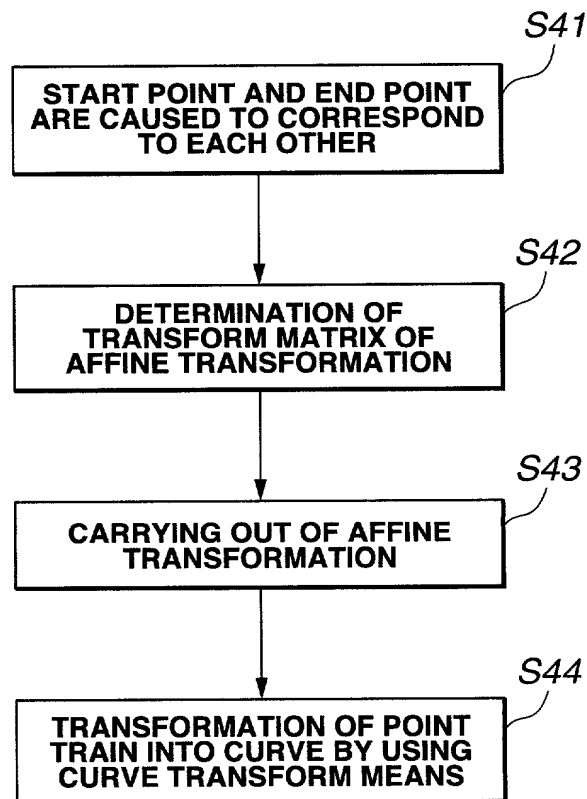 S41
START POINT AND END POINT
ARE CAUSED TO CORRESPOND
TO EACH OTHER
S42
DETERMINATION OF
TRANSFORM MATRIX OF
AFFINE TRANSFORMATION
S43
CARRYING OUT OF AFFINE
TRANSFORMATION
S44
TRANSFORMATION OF POINT
TRAIN INTO CURVE BY USING
CURVE TRANSFORM MEANS